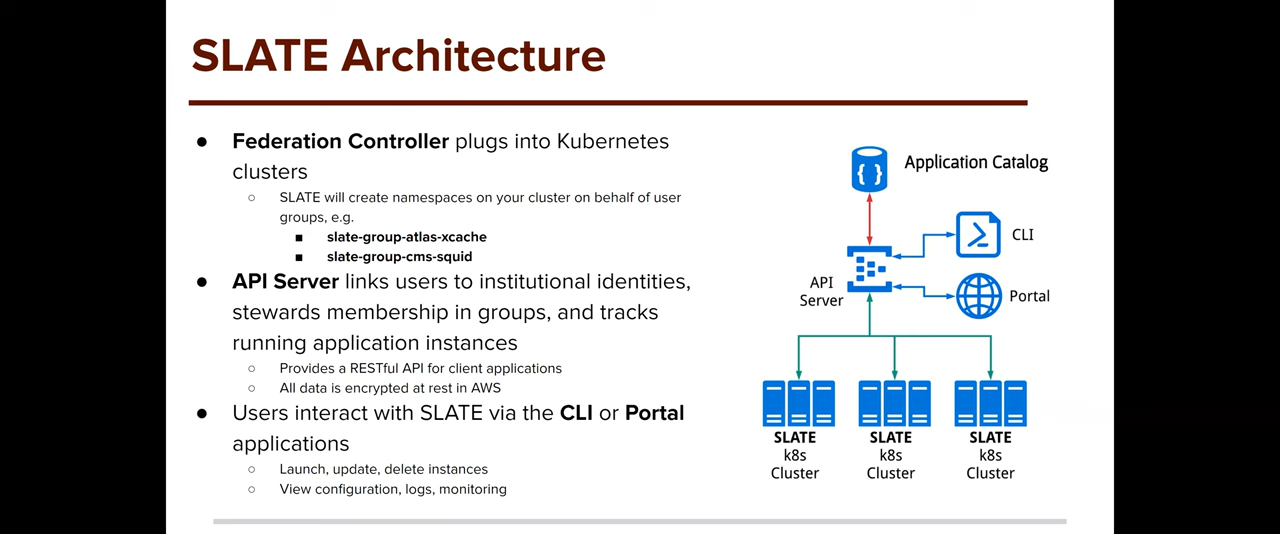 SLATE Architecture
● Federation Controller plugs into Kubernetes
clusters
○ SLATE will create namespaces on your cluster on behalf of user
groups, e.g.
■ slate-group-atlas-xcache
■ slate-group-cms-squid
● API Server links users to institutional identities,
stewards membership in groups, and tracks
running application instances
○ Provides a RESTful API for client applications
○ All data is encrypted at rest in AWS
● Users interact with SLATE via the CLI or Portal
applications
○ Launch, update, delete instances
○ View configuration, logs, monitoring
{ }
Application Catalog
CLI
API
Server
Portal
SLATE
k8s
Cluster
SLATE
k8s
Cluster
SLATE
k8s
Cluster